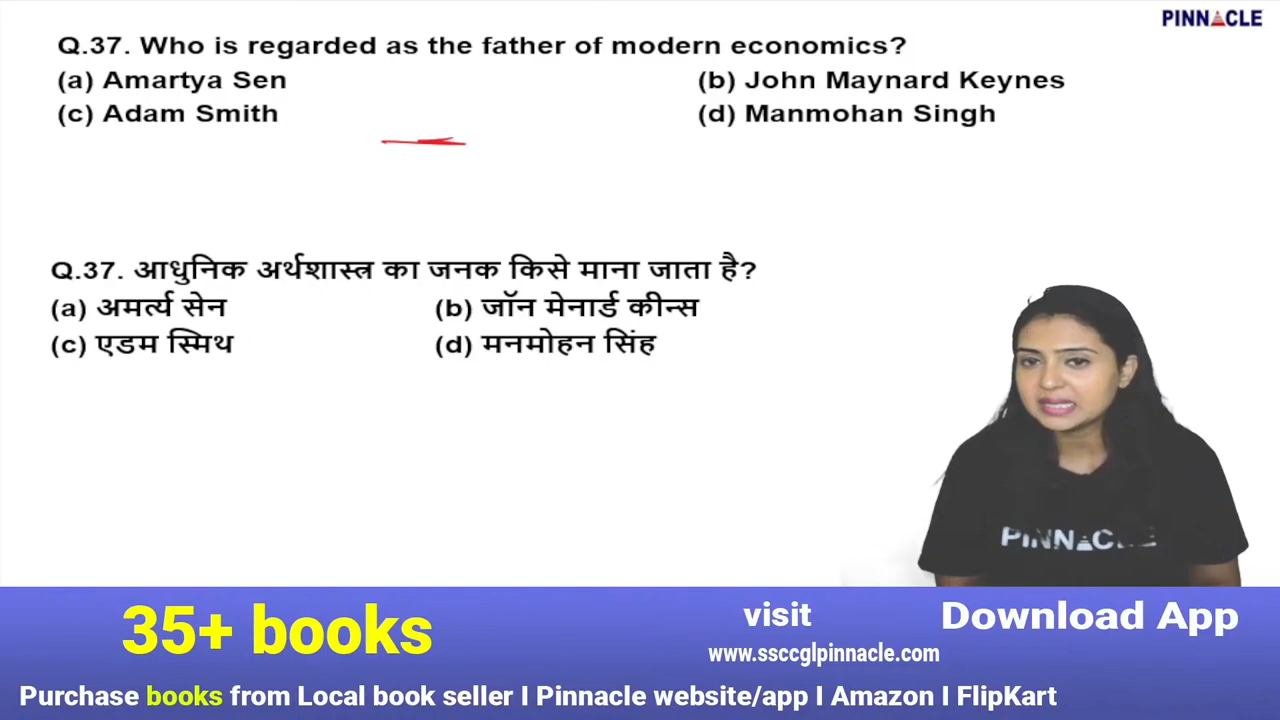 PINNACLE
Q.37. Who is regarded as the father of modern economics?
(a) Amartya Sen (b) John Maynard Keynes
(c) Adam Smith (d) Manmohan Singh
Q.37. आधुनिक अर्थशास्त्र का जनक किसे माना जाता है?
(a) अमर्त्य सेन (b) जॉन मेनार्ड कीन्स
(c) एडम स्मिथ (d) मनमोहन सिंह
PINNACLE
35+ books
visit
www.ssccglpinnacle.com
Download App
Purchase books from Local book seller I Pinnacle website/app I Amazon I FlipKart